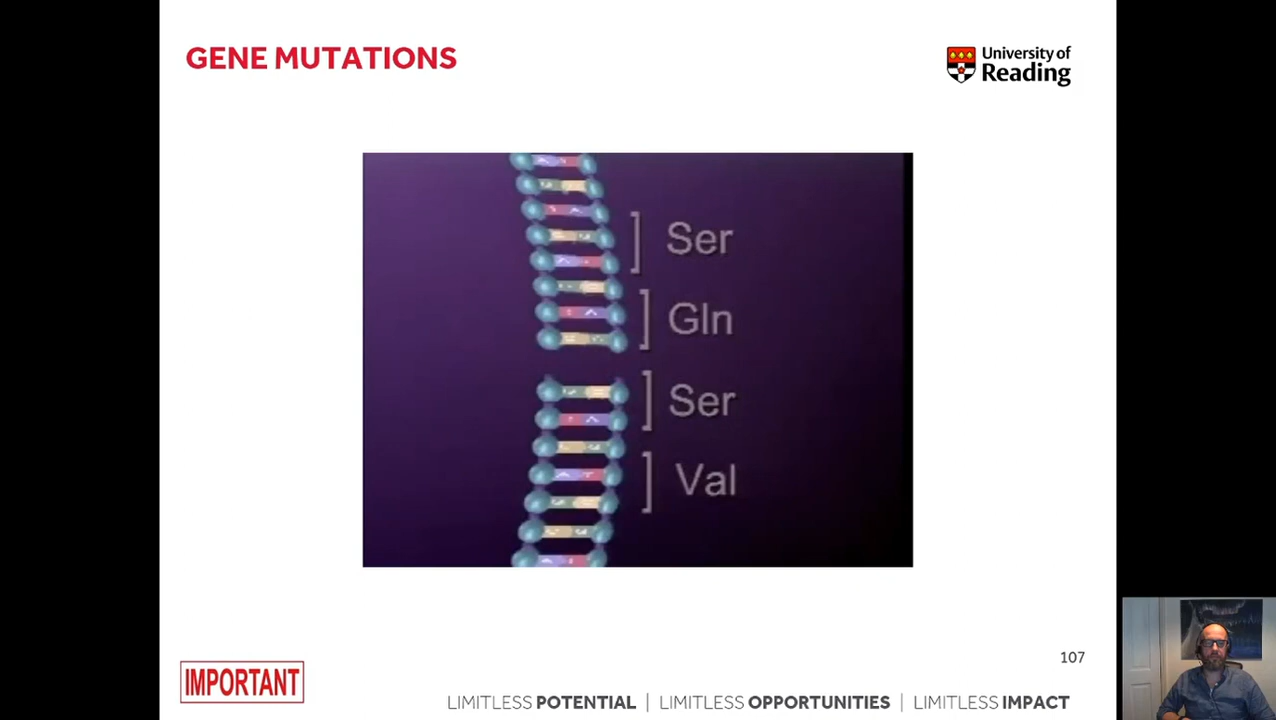 GENE MUTATIONS
University of
Reading
Ser
Gln
Ser
Val
107
IMPORTANT
LIMITLESS POTENTIAL | LIMITLESS OPPORTUNITIES | LIMITLESS IMPACT